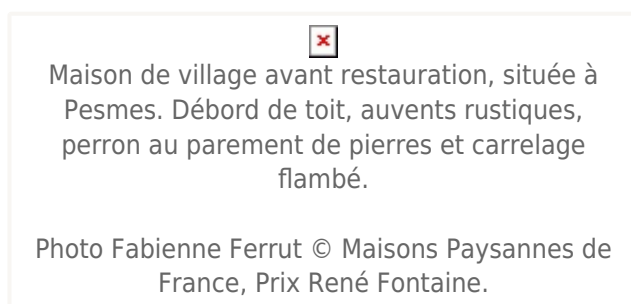 Maison de village avant restauration, située à
Pesmes. Débord de toit, auvents rustiques,
perron au parement de pierres et carrelage
flambé.
Photo Fabienne Ferrut © Maisons Paysannes de
France, Prix René Fontaine.